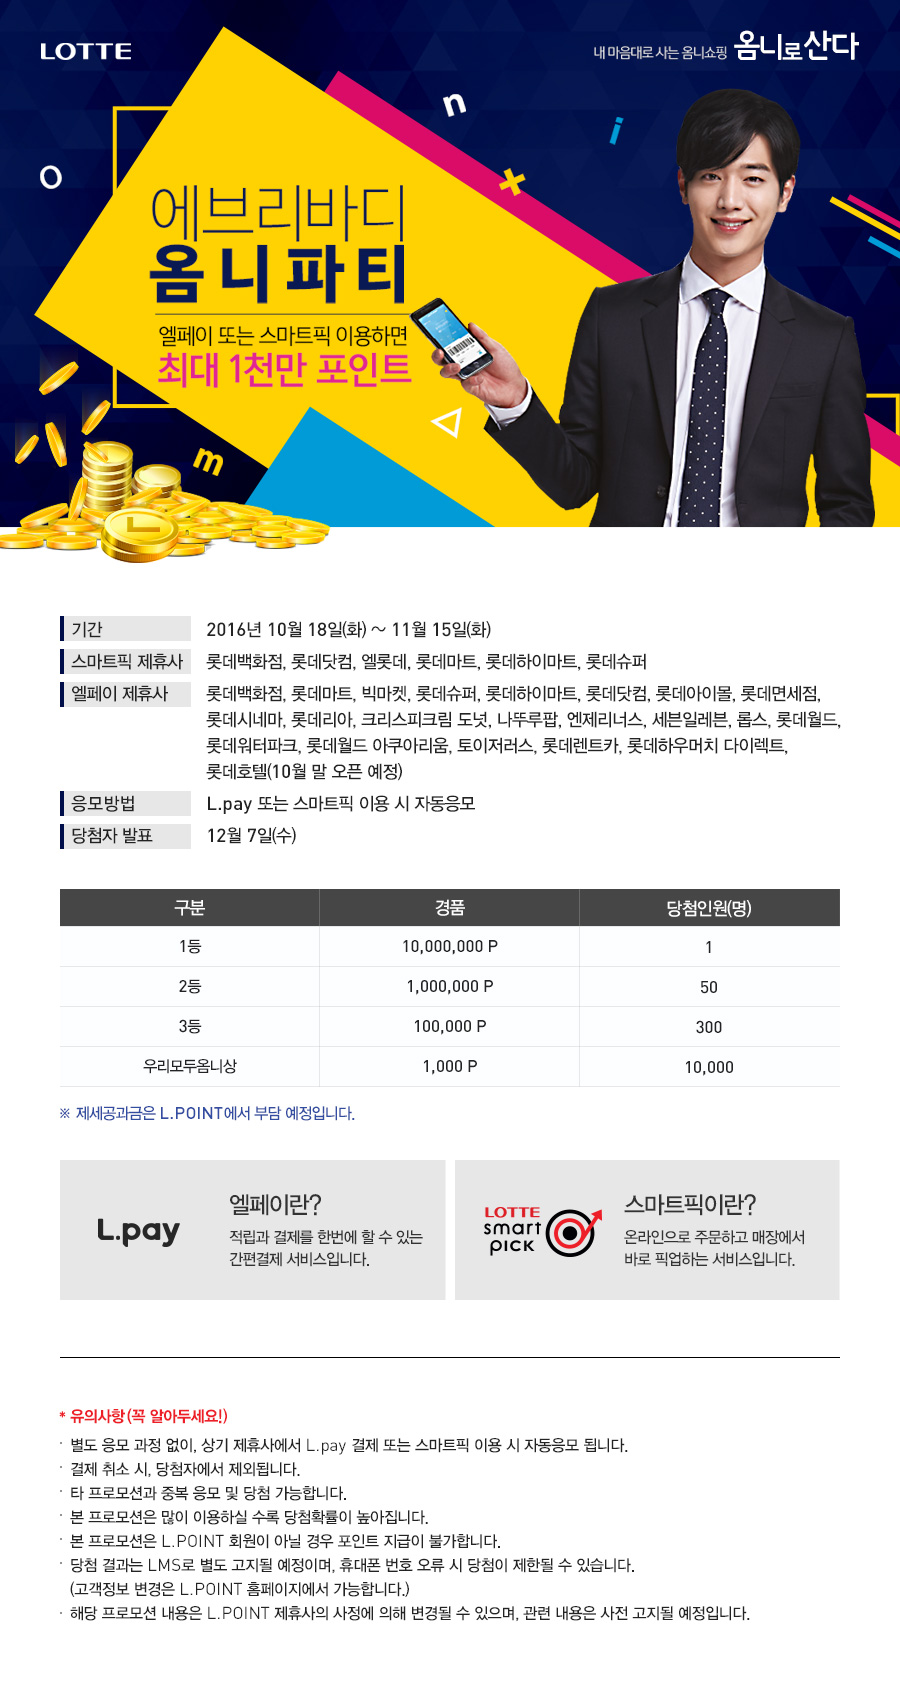 LOTTE
내 마음대로 사는 옴니쇼핑 옴니로산다
n
i
o
에브리바디
옴니파티
엘페이 또는 스마트픽 이용하면
최대 1천만 포인트
m
기간 2016년 10월 18일(화) ~ 11월 15일(화)
스마트픽 제휴사 롯데백화점, 롯데닷컴, 엘롯데, 롯데마트, 롯데하이마트, 롯데슈퍼
엘페이 제휴사 롯데백화점, 롯데마트, 빅마켓, 롯데슈퍼, 롯데하이마트, 롯데닷컴, 롯데아이몰, 롯데면세점,
롯데시네마, 롯데리아, 크리스피크림 도넛, 나뚜루팝, 엔제리너스, 세븐일레븐, 롭스, 롯데월드,
롯데워터파크, 롯데월드 아쿠아리움, 토이저러스, 롯데렌트카, 롯데하우머치 다이렉트,
롯데호텔(10월 말 오픈 예정)
응모방법 L.pay 또는 스마트픽 이용 시 자동응모
당첨자 발표 12월 7일(수)
구분 경품 당첨인원(명)
1등 10,000,000 P 1
2등 1,000,000 P 50
3등 100,000 P 300
우리모두옴니상 1,000 P 10,000
※ 제세공과금은 L.POINT에서 부담 예정입니다.
L.pay
엘페이란?
적립과 결제를 한번에 할 수 있는
간편결제 서비스입니다.
LOTTE
smart
pick
스마트픽이란?
온라인으로 주문하고 매장에서
바로 픽업하는 서비스입니다.
* 유의사항(꼭 알아두세요!)
· 별도 응모 과정 없이, 상기 제휴사에서 L.pay 결제 또는 스마트픽 이용 시 자동응모 됩니다.
· 결제 취소 시, 당첨자에서 제외됩니다.
· 타 프로모션과 중복 응모 및 당첨 가능합니다.
· 본 프로모션은 많이 이용하실 수록 당첨확률이 높아집니다.
· 본 프로모션은 L.POINT 회원이 아닐 경우 포인트 지급이 불가합니다.
· 당첨 결과는 LMS로 별도 고지될 예정이며, 휴대폰 번호 오류 시 당첨이 제한될 수 있습니다.
(고객정보 변경은 L.POINT 홈페이지에서 가능합니다.)
· 해당 프로모션 내용은 L.POINT 제휴사의 사정에 의해 변경될 수 있으며, 관련 내용은 사전 고지될 예정입니다.